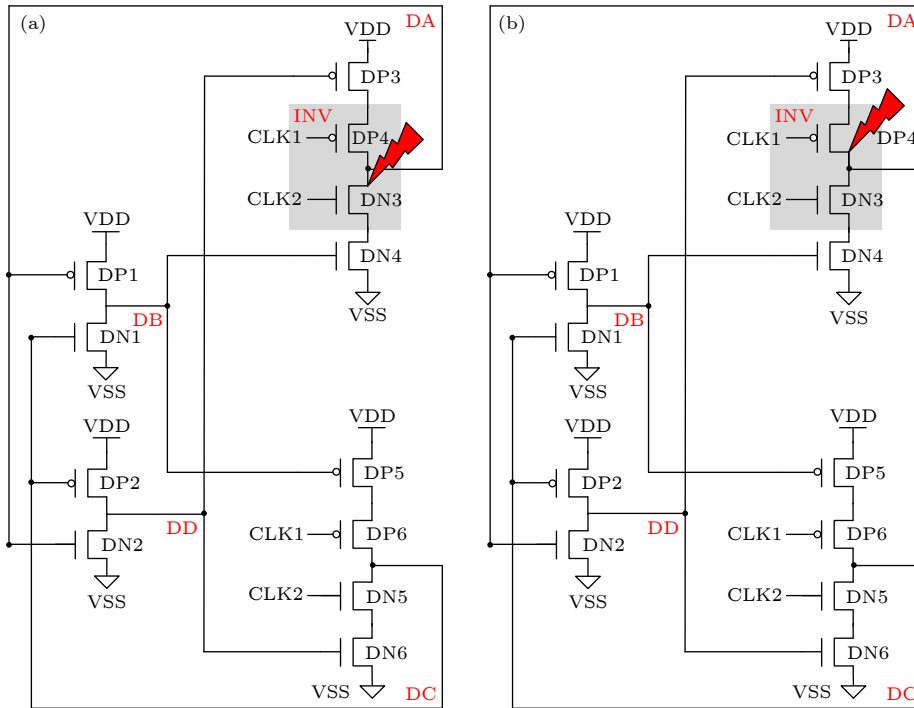 (a)
DA
VDD
DP3
INV
CLK1
DP4
CLK2
DN3
VDD
DN4
DP1
DB
VSS
DN1
VSS
VDD
VDD
DP5
DP2
DD
CLK1
DP6
DN2
VSS
CLK2
DN5
DN6
VSS
DC
(b)
DA
VDD
DP3
INV
CLK1
DP4
CLK2
DN3
VDD
DN4
DP1
DB
VSS
DN1
VSS
VDD
VDD
DP5
DP2
DD
CLK1
DP6
DN2
VSS
CLK2
DN5
DN6
VSS
DC